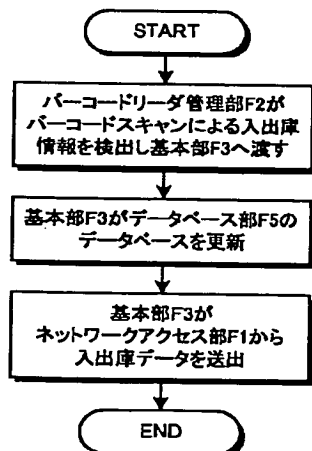 START
バーコードリーダ管理部F2が
バーコードスキャンによる入出庫
情報を検出し基本部F3へ渡す
基本部F3がデータベース部F5の
データベースを更新
基本部F3が
ネットワークアクセス部F1から
入出庫データを送出
END